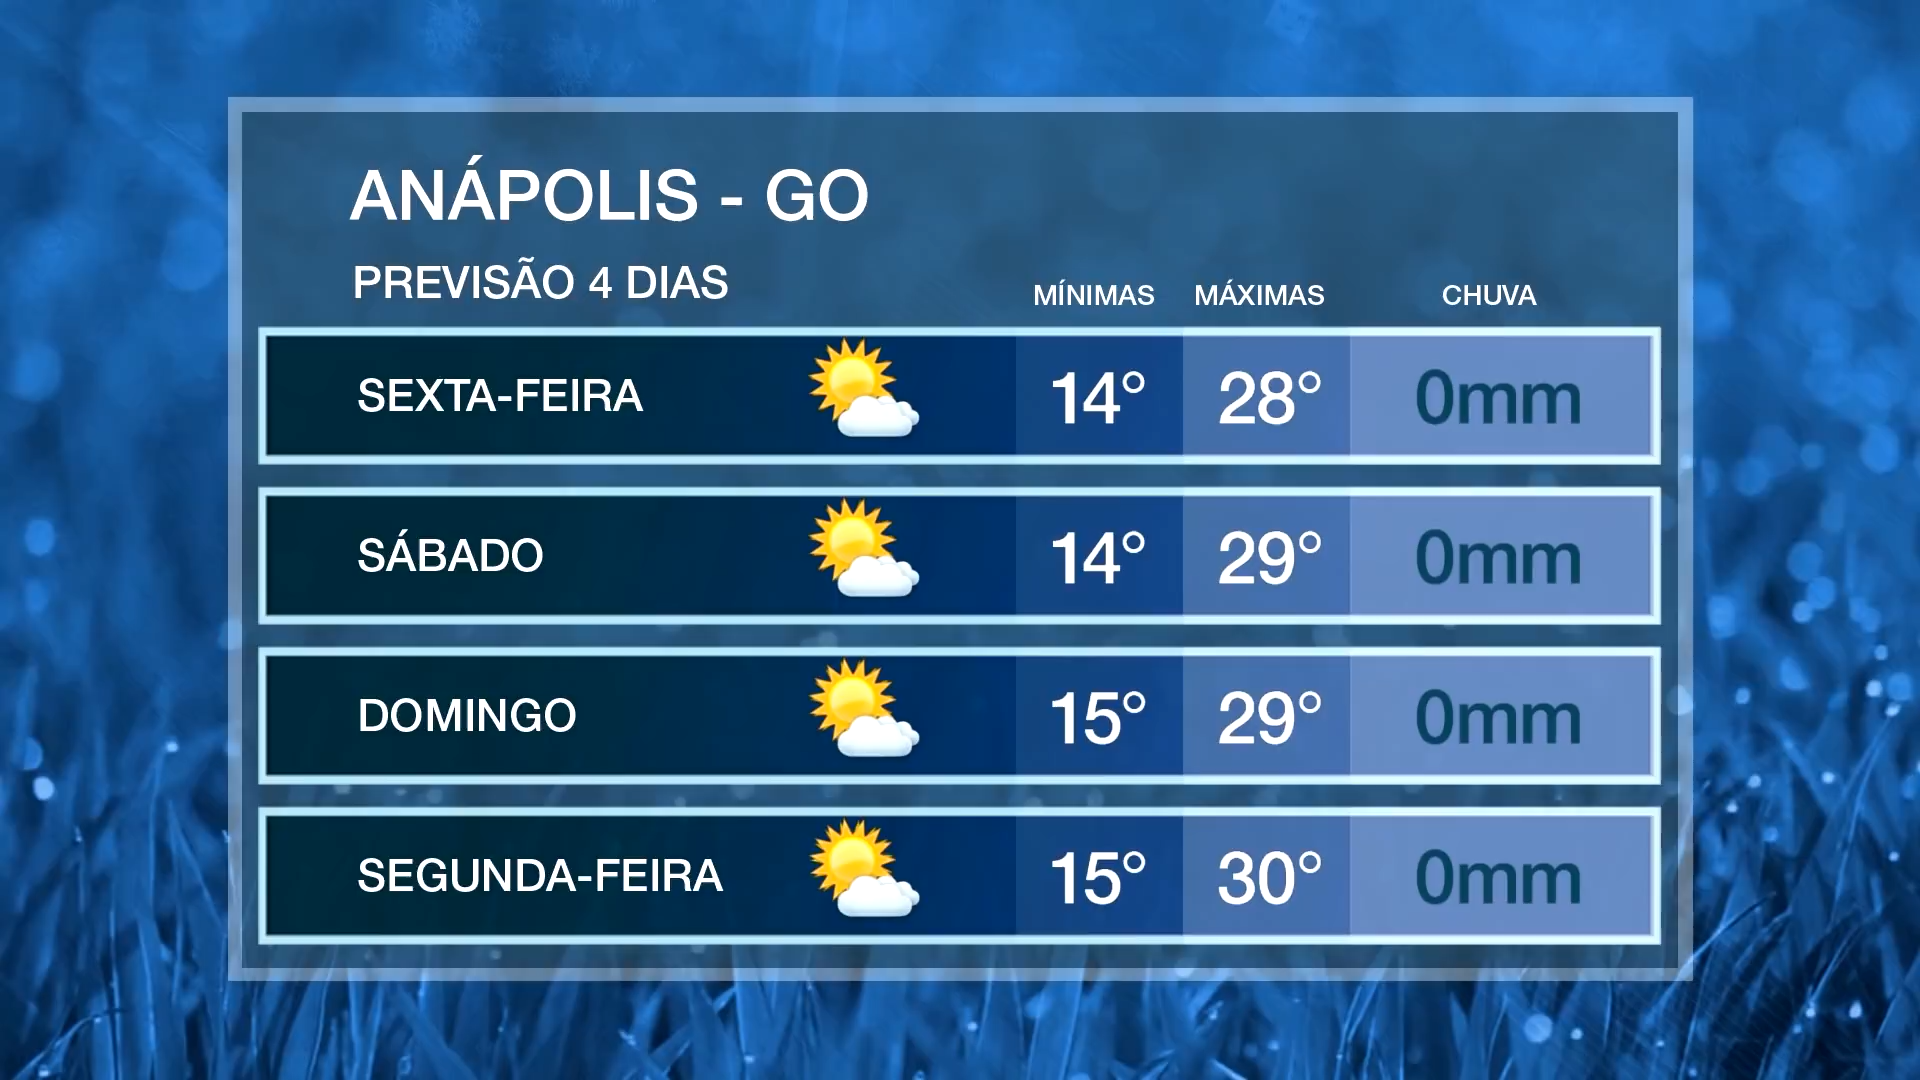 ANÁPOLIS - GO
PREVISÃO 4 DIAS
MÍNIMAS MÁXIMAS CHUVA
SEXTA-FEIRA 14° 28° 0mm
SÁBADO 14° 29° 0mm
DOMINGO 15° 29° 0mm
SEGUNDA-FEIRA 15° 30° 0mm